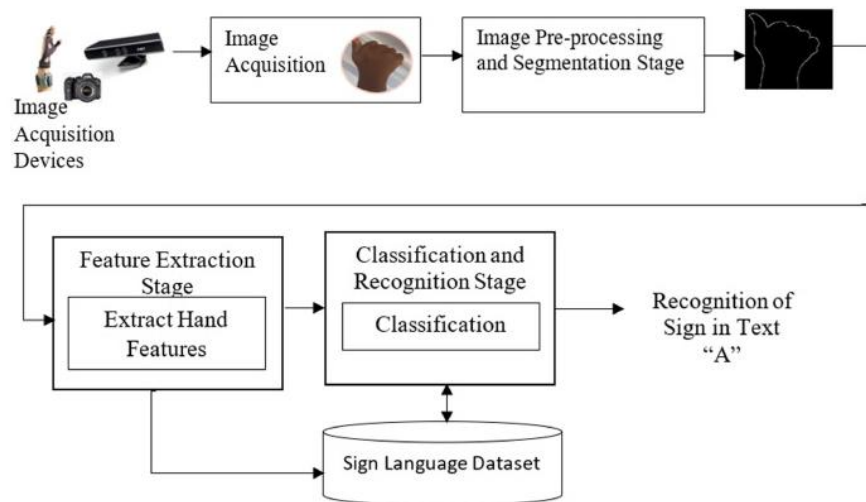 Image
Acquisition
Devices
Image
Acquisition
Image Pre-processing
and Segmentation Stage
Feature Extraction
Stage
Extract Hand
Features
Classification and
Recognition Stage
Classification
Recognition of
Sign in Text
“A”
Sign Language Dataset